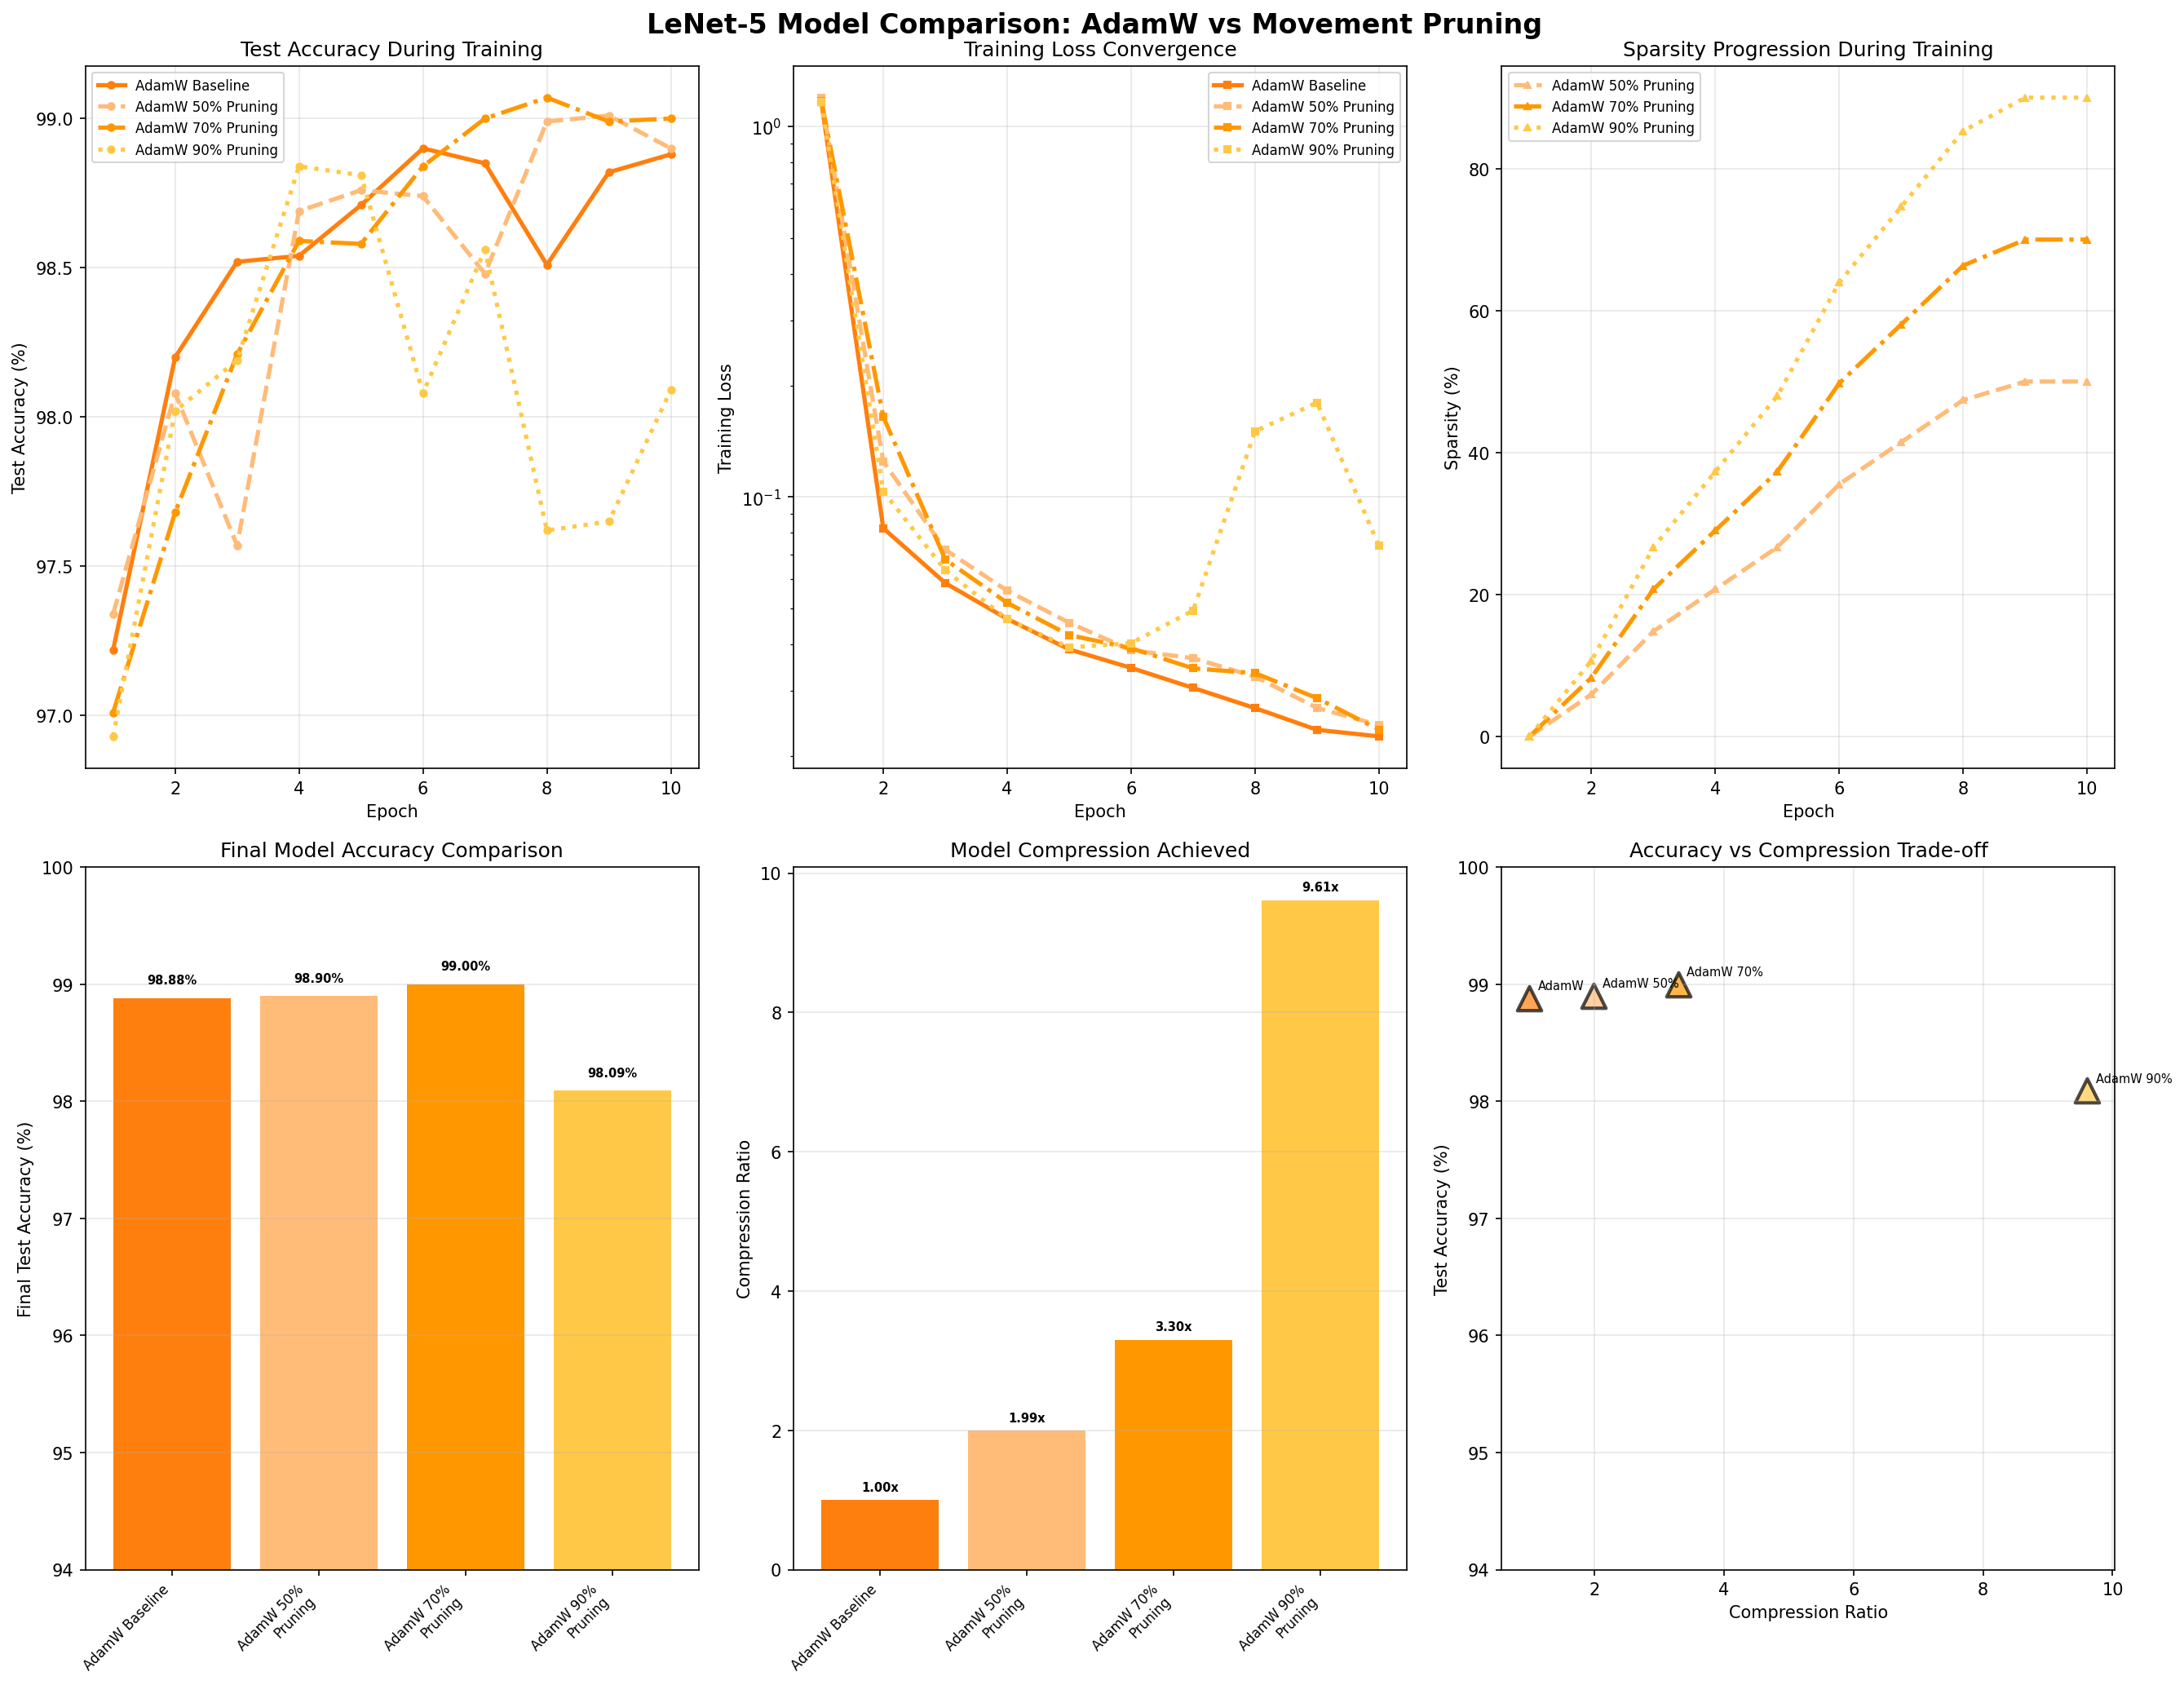 LeNet-5 Model Comparison: AdamW vs Movement Pruning
Test Accuracy During Training
Test Accuracy (%)
99.0
98.5
98.0
97.5
97.0
AdamW Baseline
AdamW 50% Pruning
AdamW 70% Pruning
AdamW 90% Pruning
2 4 6 8 10
Epoch
Training Loss Convergence
Training Loss
10⁰
10⁻¹
AdamW Baseline
AdamW 50% Pruning
AdamW 70% Pruning
AdamW 90% Pruning
2 4 6 8 10
Epoch
Sparsity Progression During Training
Sparsity (%)
80
60
40
20
0
AdamW 50% Pruning
AdamW 70% Pruning
AdamW 90% Pruning
2 4 6 8 10
Epoch
Final Model Accuracy Comparison
Final Test Accuracy (%)
100
99
98
97
96
95
94
98.88%
98.90%
99.00%
98.09%
AdamW Baseline
AdamW 50%
Pruning
AdamW 70%
Pruning
AdamW 90%
Pruning
Model Compression Achieved
Compression Ratio
10
8
6
4
2
0
1.00x
1.99x
3.30x
9.61x
AdamW Baseline
AdamW 50%
Pruning
AdamW 70%
Pruning
AdamW 90%
Pruning
Accuracy vs Compression Trade-off
Test Accuracy (%)
100
99
98
97
96
95
94
AdamW
AdamW 50%
AdamW 70%
AdamW 90%
2 4 6 8 10
Compression Ratio